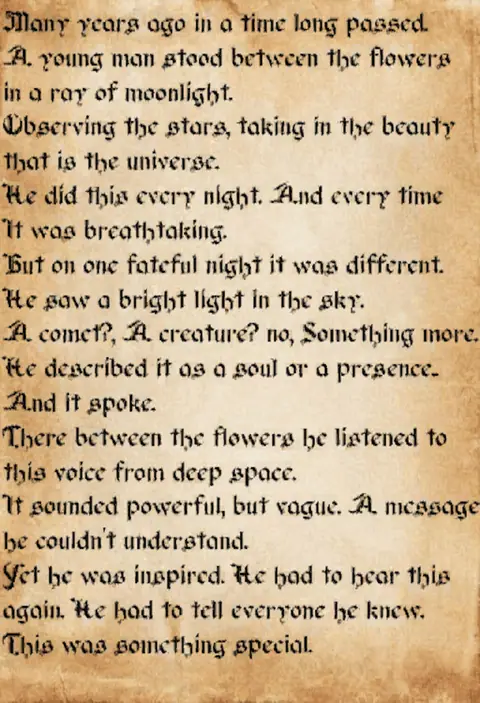 Many years ago in a time long passed.
A young man stood between the flowers
in a ray of moonlight.
Observing the stars, taking in the beauty
that is the universe.
He did this every night. And every time
It was breathtaking.
But on one fateful night it was different.
He saw a bright light in the sky.
A comet?, A creature? no, Something more.
He described it as a soul or a presence.
And it spoke.
There between the flowers he listened to
this voice from deep space.
It sounded powerful, but vague. A message
he couldn't understand.
Yet he was inspired. He had to hear this
again. He had to tell everyone he knew.
This was something special.